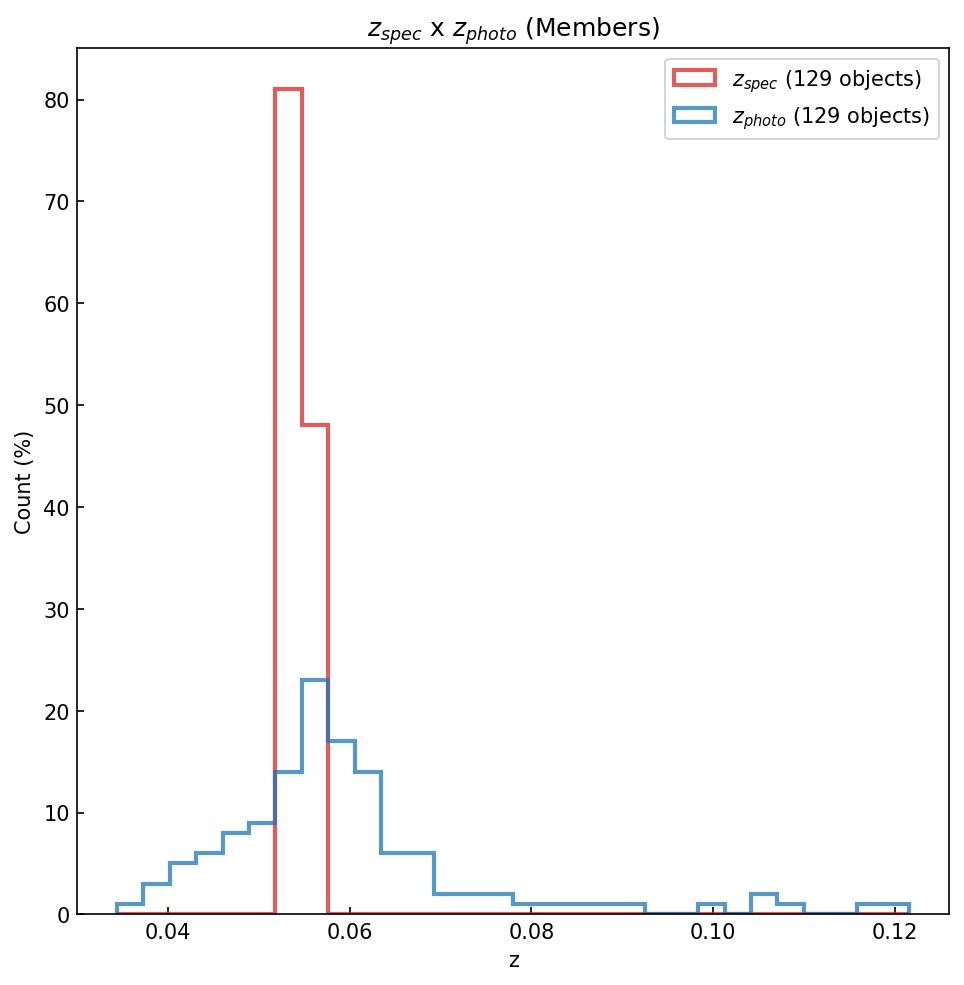 z_spec x z_photo (Members)
z_spec (129 objects)
z_photo (129 objects)
Count (%)
80
70
60
50
40
30
20
10
0
0.04 0.06 0.08 0.10 0.12
z